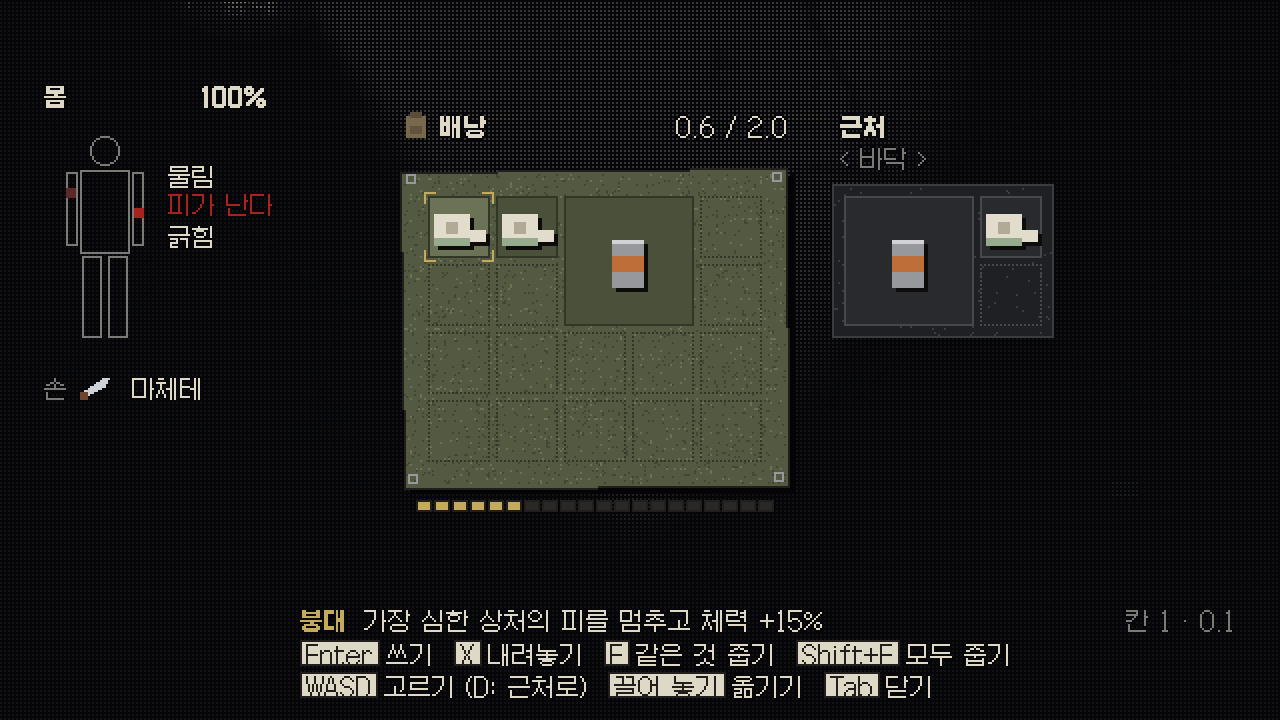 몸 100%
배낭 0.6 / 2.0
근처
< 바닥 >
물림
피가 난다
긁힘
손 마체테
붕대 가장 심한 상처의 피를 멈추고 체력 +15% 칸 1 · 0.1
Enter 쓰기 X 내려놓기 F 같은 것 줍기 Shift+F 모두 줍기
WASD 고르기 (D: 근처로) 끌어 놓기 옮기기 Tab 닫기